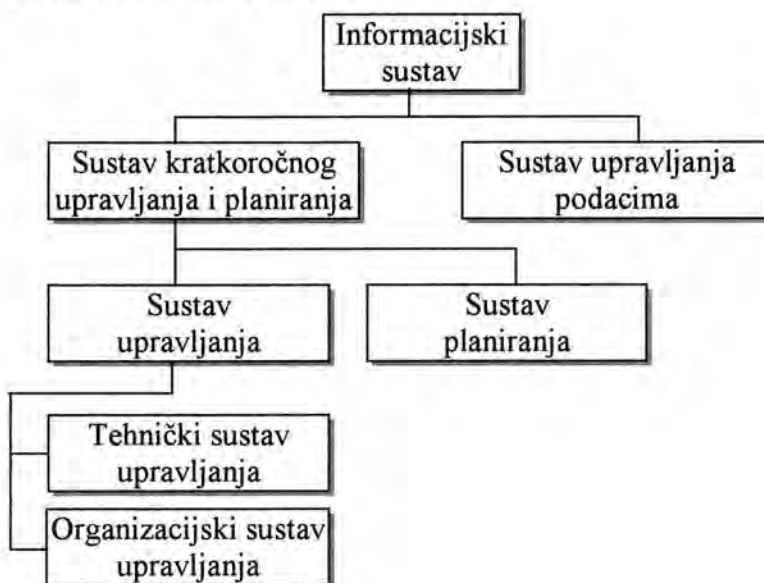 Informacijski
sustav
Sustav kratkoročnog
upravljanja i planiranja
Sustav upravljanja
podacima
Sustav
upravljanja
Sustav
planiranja
Tehnički sustav
upravljanja
Organizacijski sustav
upravljanja